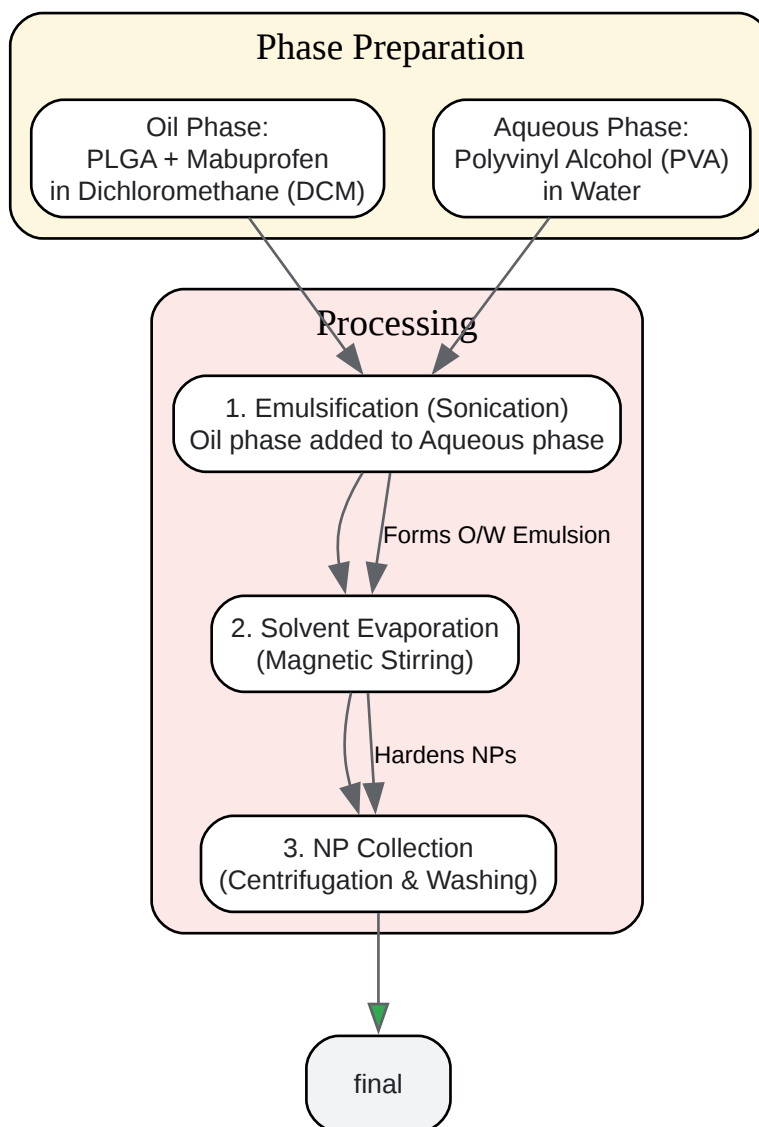 Phase Preparation
Oil Phase:
PLGA + Mabuprofen
in Dichloromethane (DCM)
Aqueous Phase:
Polyvinyl Alcohol (PVA)
in Water
Processing
1. Emulsification (Sonication)
Oil phase added to Aqueous phase
Forms O/W Emulsion
2. Solvent Evaporation
(Magnetic Stirring)
Hardens NPs
3. NP Collection
(Centrifugation & Washing)
final